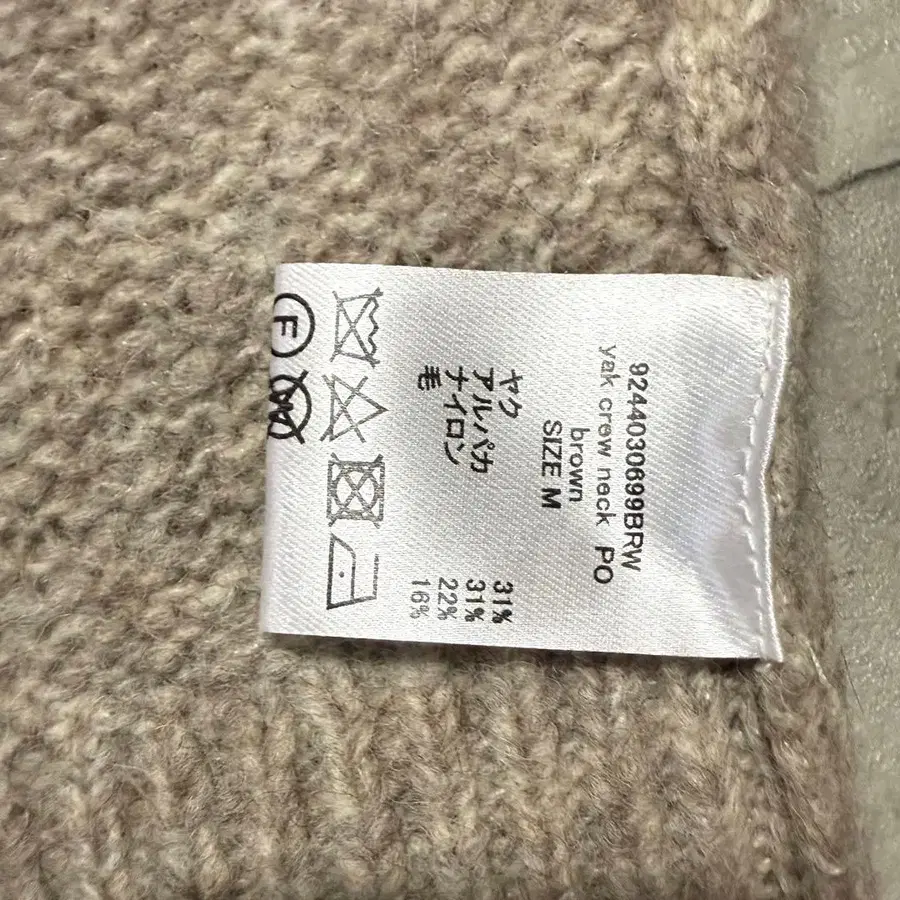 9244030699BRW
yak crew neck PO
brown
SIZE M
ヤク 31%
アルパカ 31%
ナイロン 22%
毛 16%
F